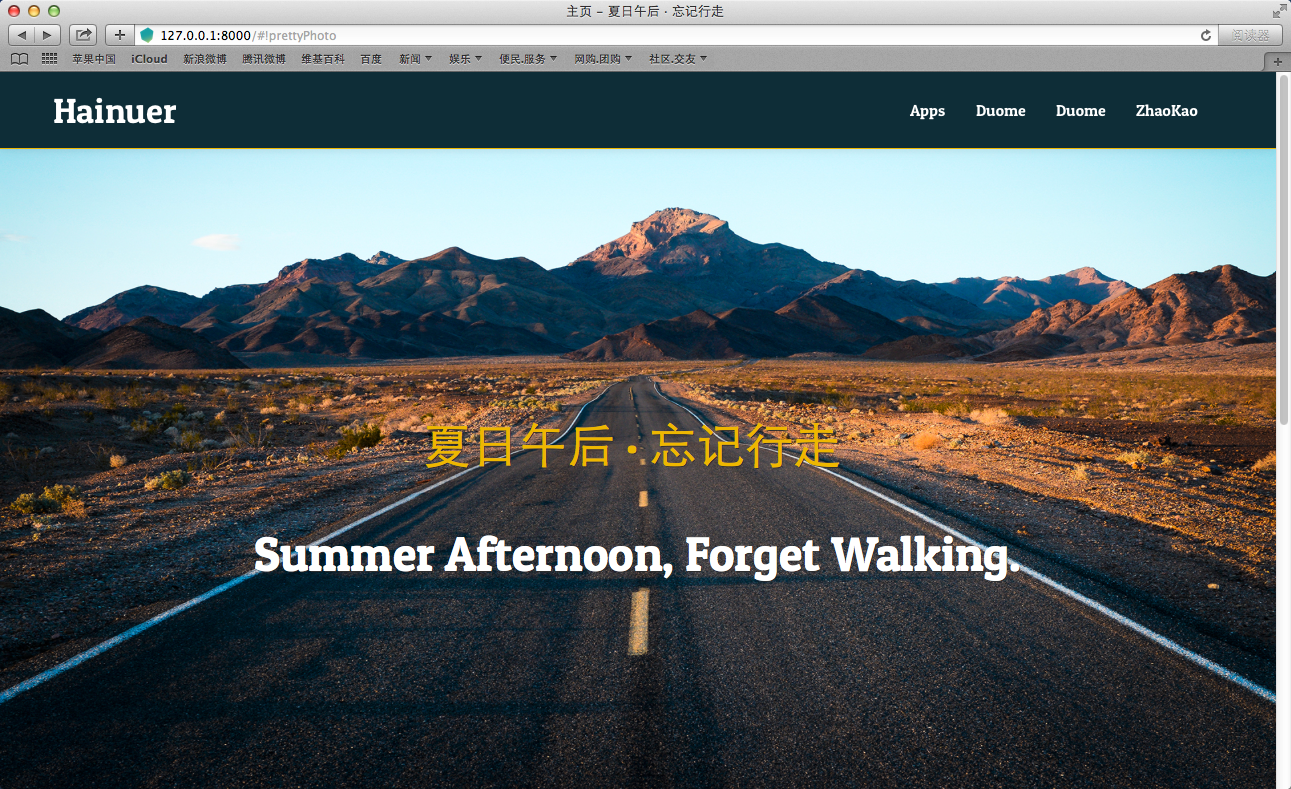 主页 – 夏日午后 · 忘记行走
127.0.0.1:8000/#!prettyPhoto
阅读器
苹果中国 iCloud 新浪微博 腾讯微博 维基百科 百度 新闻 娱乐 便民.服务 网购.团购 社区.交友
Hainuer
Apps Duome Duome ZhaoKao
夏日午后 · 忘记行走
Summer Afternoon, Forget Walking.